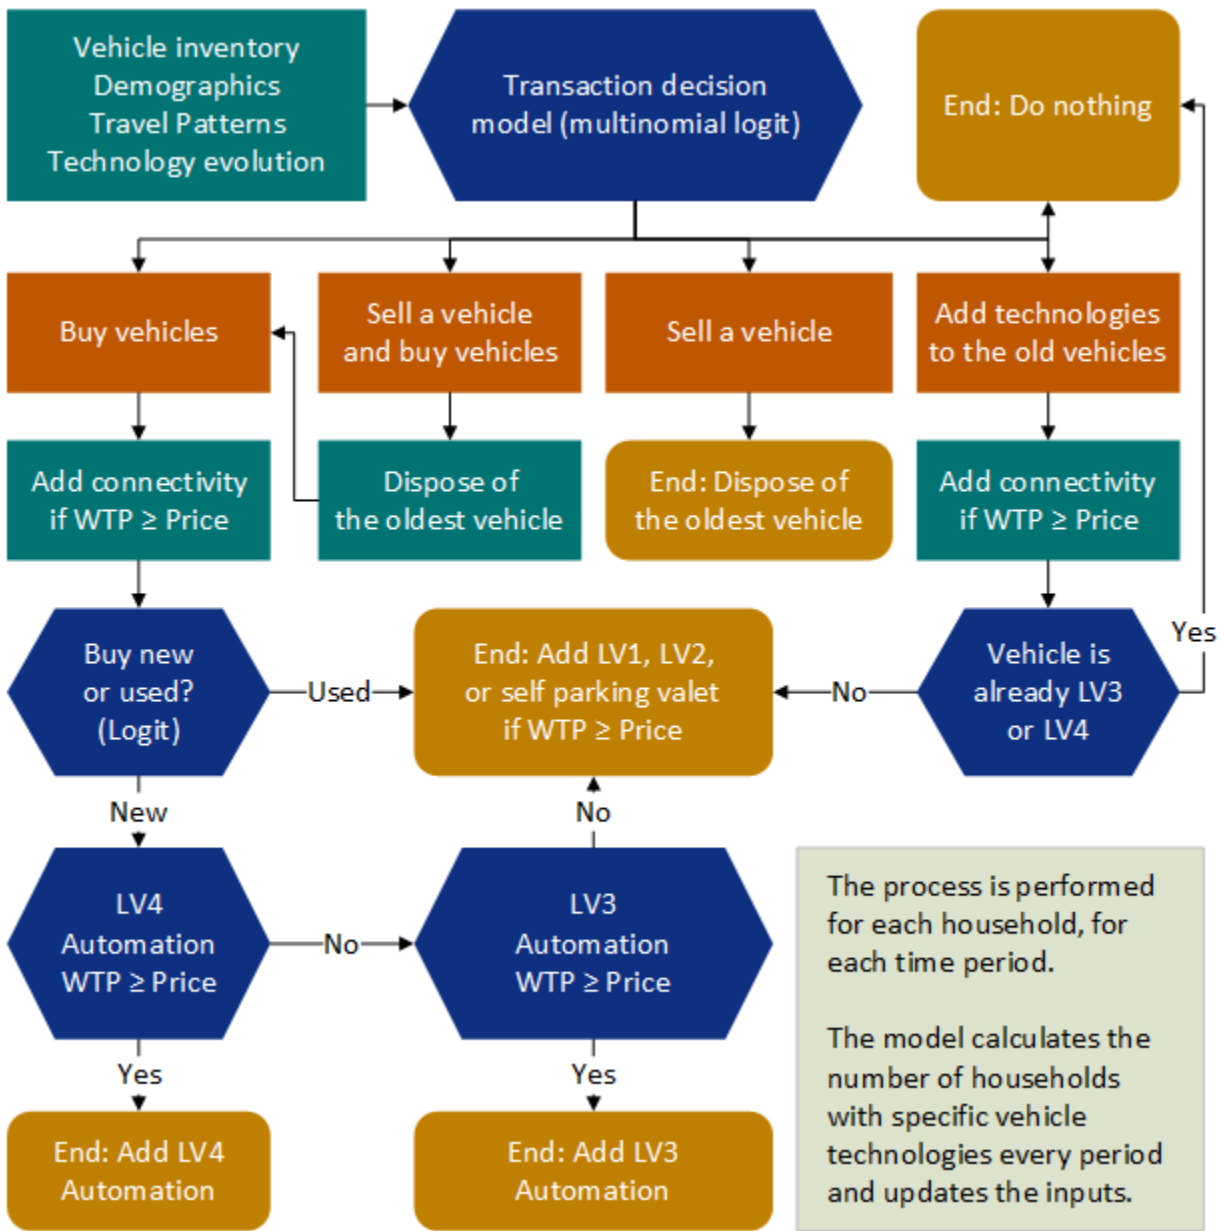 Vehicle inventory
Demographics
Travel Patterns
Technology evolution
Transaction decision
model (multinomial logit)
End: Do nothing
Buy vehicles
Sell a vehicle
and buy vehicles
Sell a vehicle
Add technologies
to the old vehicles
Add connectivity
if WTP ≥ Price
Dispose of
the oldest vehicle
End: Dispose of
the oldest vehicle
Add connectivity
if WTP ≥ Price
Buy new
or used?
(Logit)
Used
End: Add LV1, LV2,
or self parking valet
if WTP ≥ Price
No
Vehicle is
already LV3
or LV4
Yes
New
No
LV4
Automation
WTP ≥ Price
No
LV3
Automation
WTP ≥ Price
Yes
Yes
End: Add LV4
Automation
End: Add LV3
Automation
The process is performed
for each household, for
each time period.
The model calculates the
number of households
with specific vehicle
technologies every period
and updates the inputs.